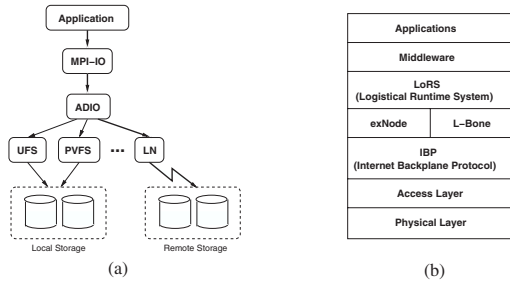 Application
MPI–IO
ADIO
UFS
PVFS
LN
Local Storage
Remote Storage
(a)
Applications
Middleware
LoRS
(Logistical Runtime System)
exNode
L–Bone
IBP
(Internet Backplane Protocol)
Access Layer
Physical Layer
(b)